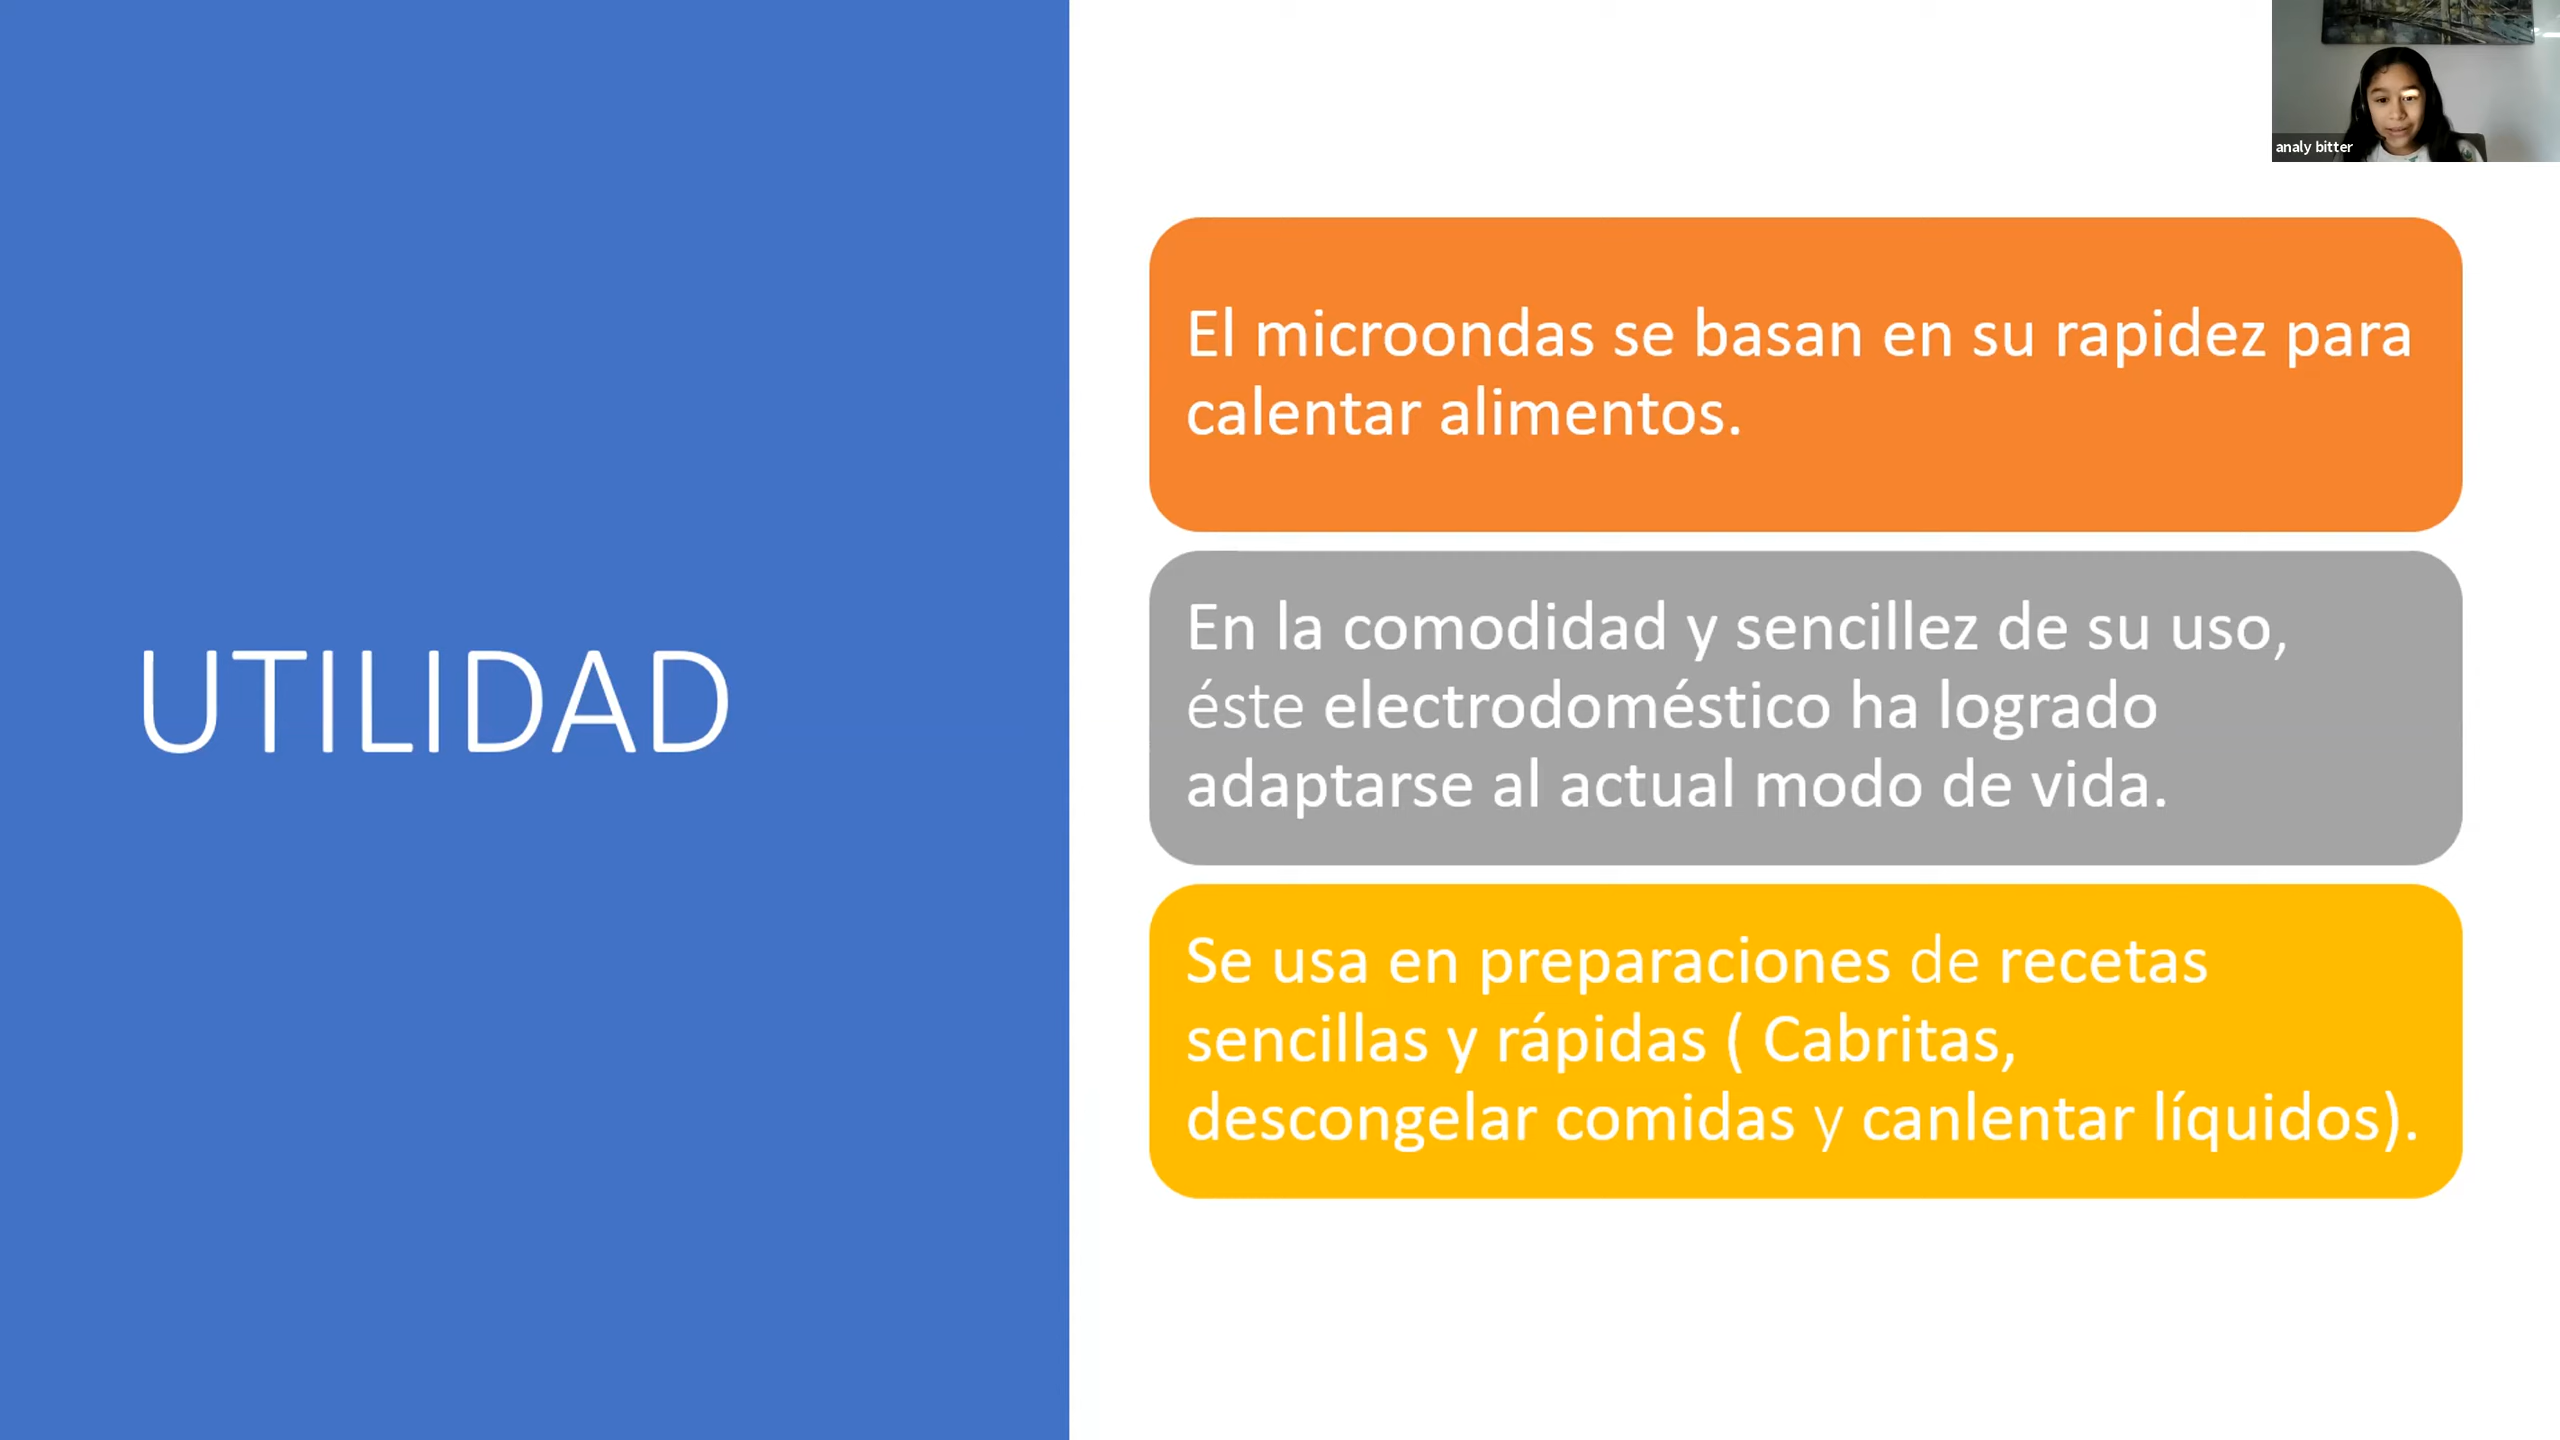 UTILIDAD
El microondas se basan en su rapidez para
calentar alimentos.
En la comodidad y sencillez de su uso,
éste electrodoméstico ha logrado
adaptarse al actual modo de vida.
Se usa en preparaciones de recetas
sencillas y rápidas ( Cabritas,
descongelar comidas y canlentar líquidos).
analy bitter